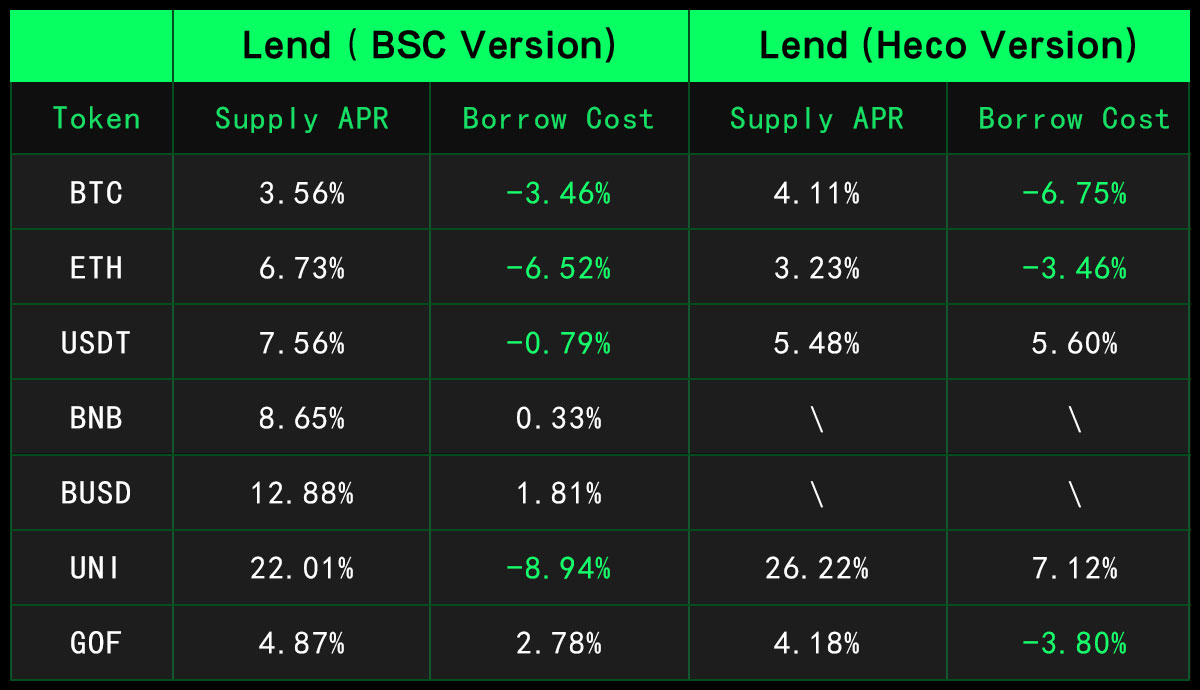 Lend ( BSC Version) Lend (Heco Version)
Token Supply APR Borrow Cost Supply APR Borrow Cost
BTC 3.56% -3.46% 4.11% -6.75%
ETH 6.73% -6.52% 3.23% -3.46%
USDT 7.56% -0.79% 5.48% 5.60%
BNB 8.65% 0.33% \ \
BUSD 12.88% 1.81% \ \
UNI 22.01% -8.94% 26.22% 7.12%
GOF 4.87% 2.78% 4.18% -3.80%